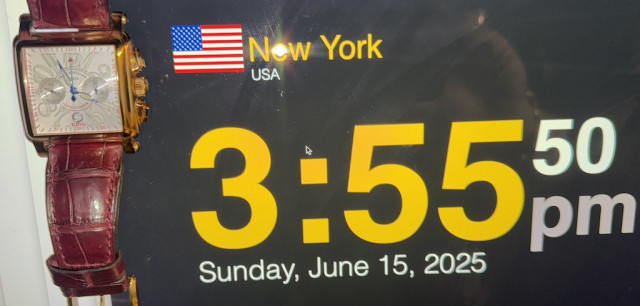 New York
USA
3:55 50 pm
Sunday, June 15, 2025